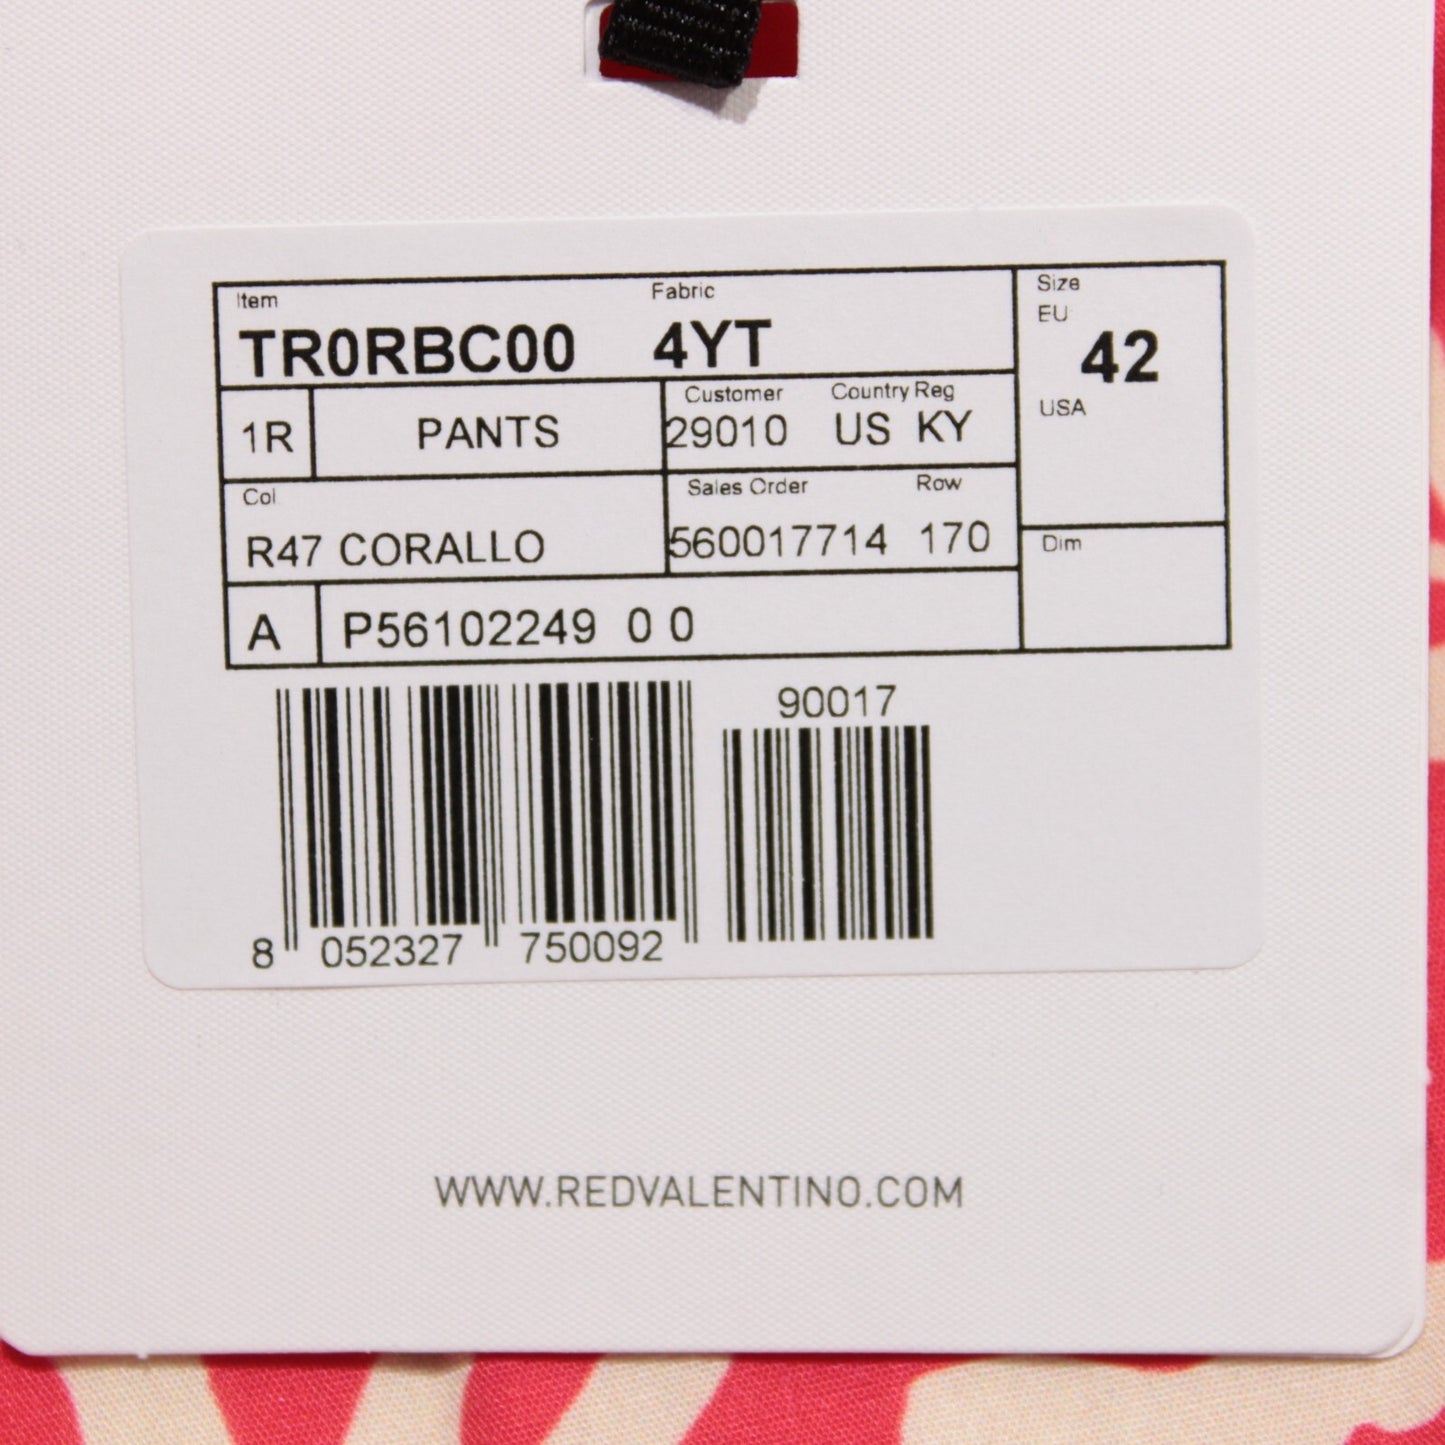 Item Fabric Size
EU
TR0RBC00 4YT 42
Customer Country Reg USA
1R PANTS 29010 US KY
Col Sales Order Row
R47 CORALLO 560017714 170 Dim
A P56102249 0 0
90017
8 052327 750092
WWW.REDVALENTINO.COM